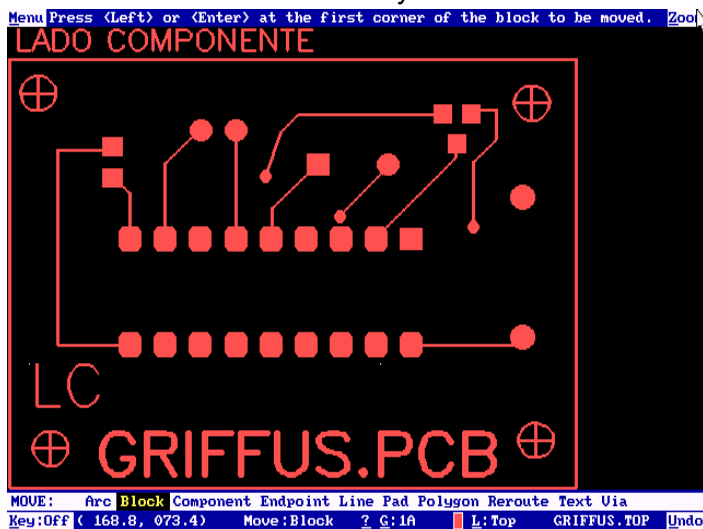 Menu Press <Left> or <Enter> at the first corner of the block to be moved. Zoo
LADO COMPONENTE
LC
GRIFFUS.PCB
MOVE: Arc Block Component Endpoint Line Pad Polygon Reroute Text Via
Key:Off ( 168.8, 073.4) Move:Block ? G:1A L:Top GRIFFUS.TOP Undo